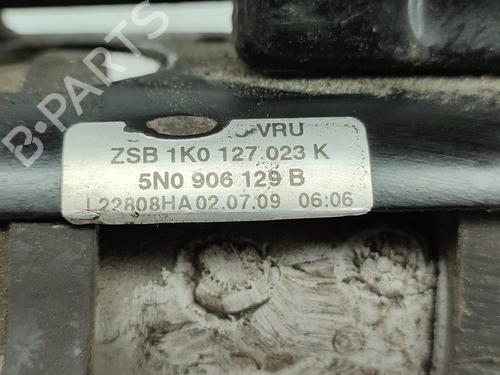 VRU
ZSB 1K0 127 023 K
5N0 906 129 B
L22808HA 02.07.09 06:06
B-PARTS